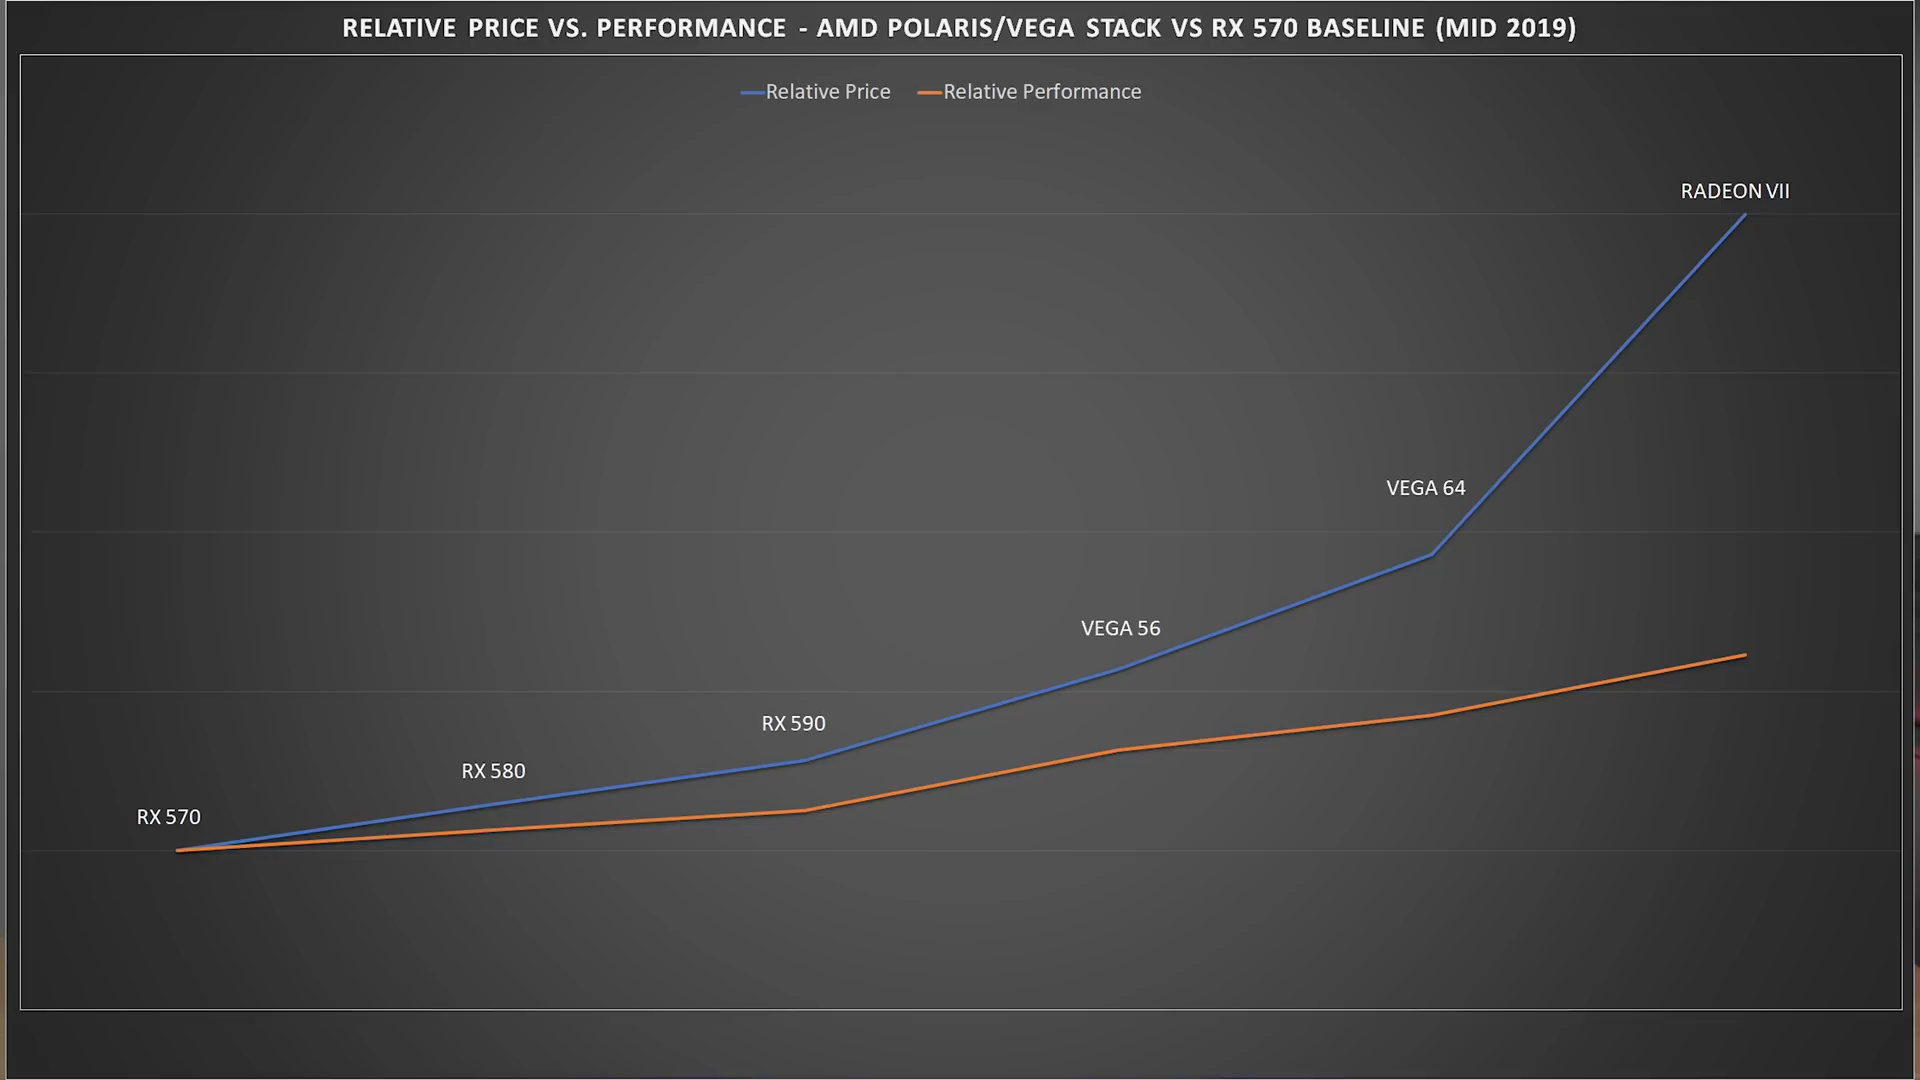 RELATIVE PRICE VS. PERFORMANCE - AMD POLARIS/VEGA STACK VS RX 570 BASELINE (MID 2019)
Relative Price Relative Performance
RADEON VII
VEGA 64
VEGA 56
RX 590
RX 580
RX 570